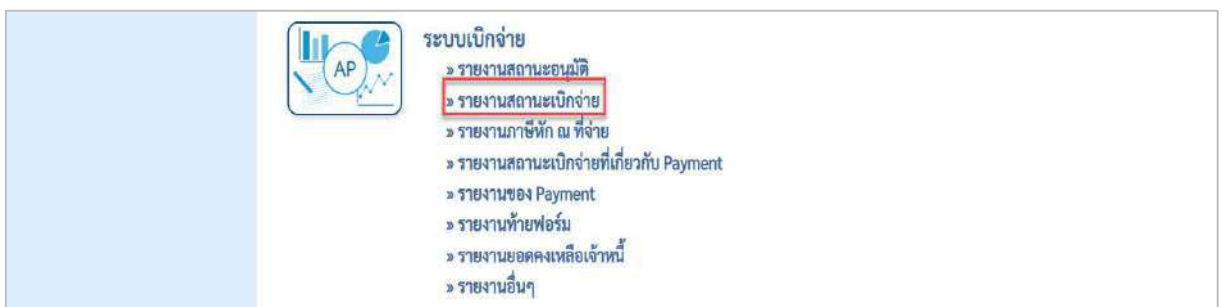 AP
ระบบเบิกจ่าย
» รายงานสถานะอนุมัติ
» รายงานสถานะเบิกจ่าย
» รายงานภาษีหัก ณ ที่จ่าย
» รายงานสถานะเบิกจ่ายที่เกี่ยวกับ Payment
» รายงานของ Payment
» รายงานท้ายฟอร์ม
» รายงานยอดคงเหลือเจ้าหนี้
» รายงานอื่นๆ